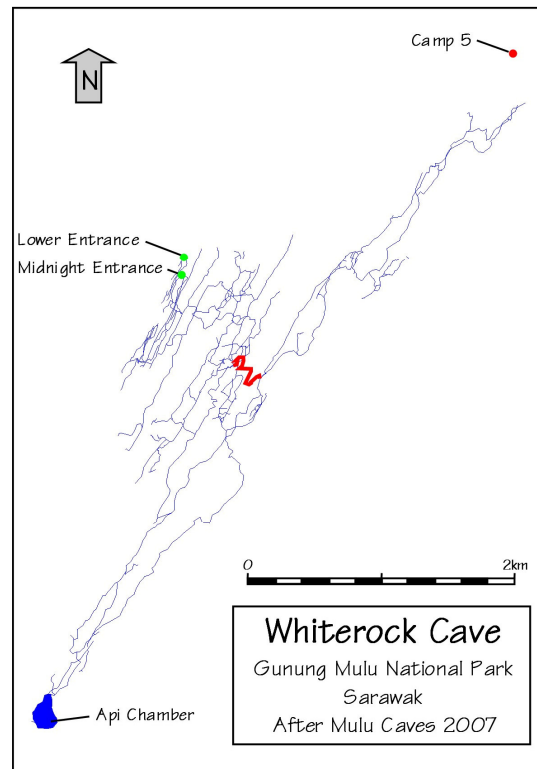 Camp 5
N
Lower Entrance
Midnight Entrance
0 2km
Whiterock Cave
Gunung Mulu National Park
Sarawak
After Mulu Caves 2007
Api Chamber